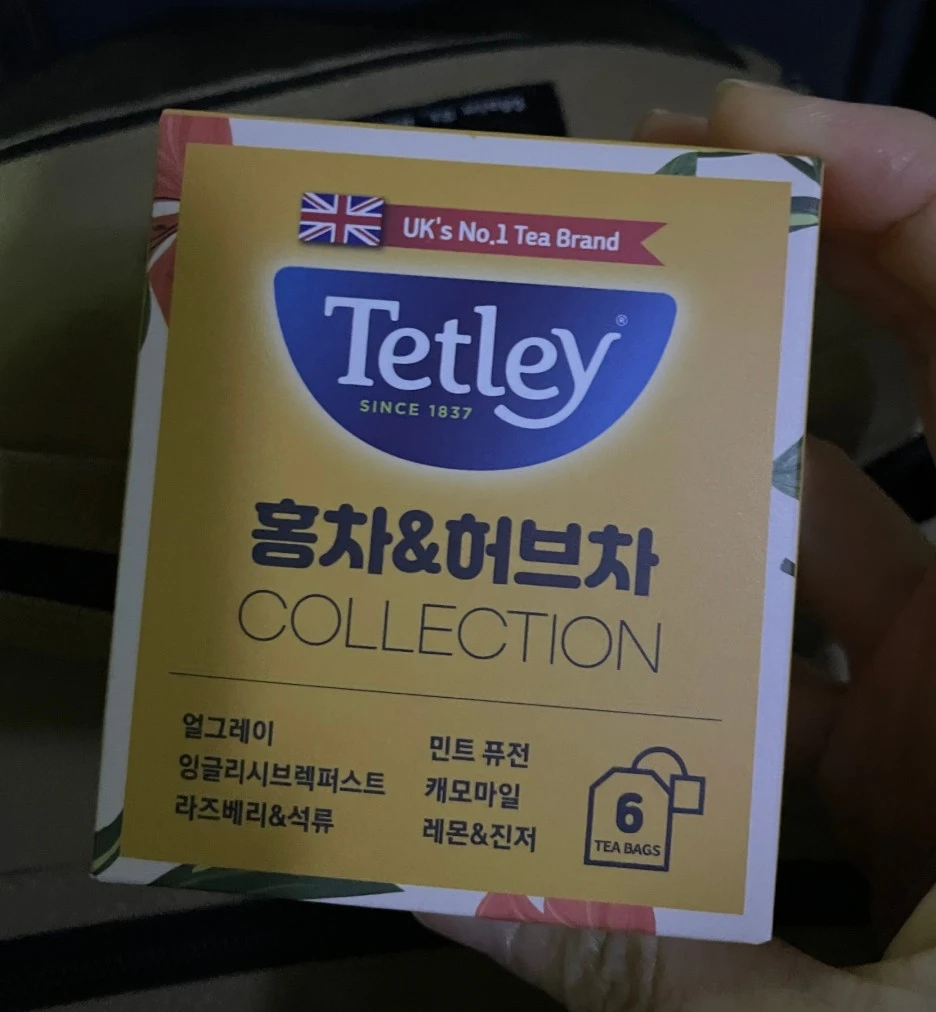 UK's No.1 Tea Brand
Tetley®
SINCE 1837
홍차&허브차
COLLECTION
얼그레이
잉글리시브렉퍼스트
라즈베리&석류
민트 퓨전
캐모마일
레몬&진저
6
TEA BAGS